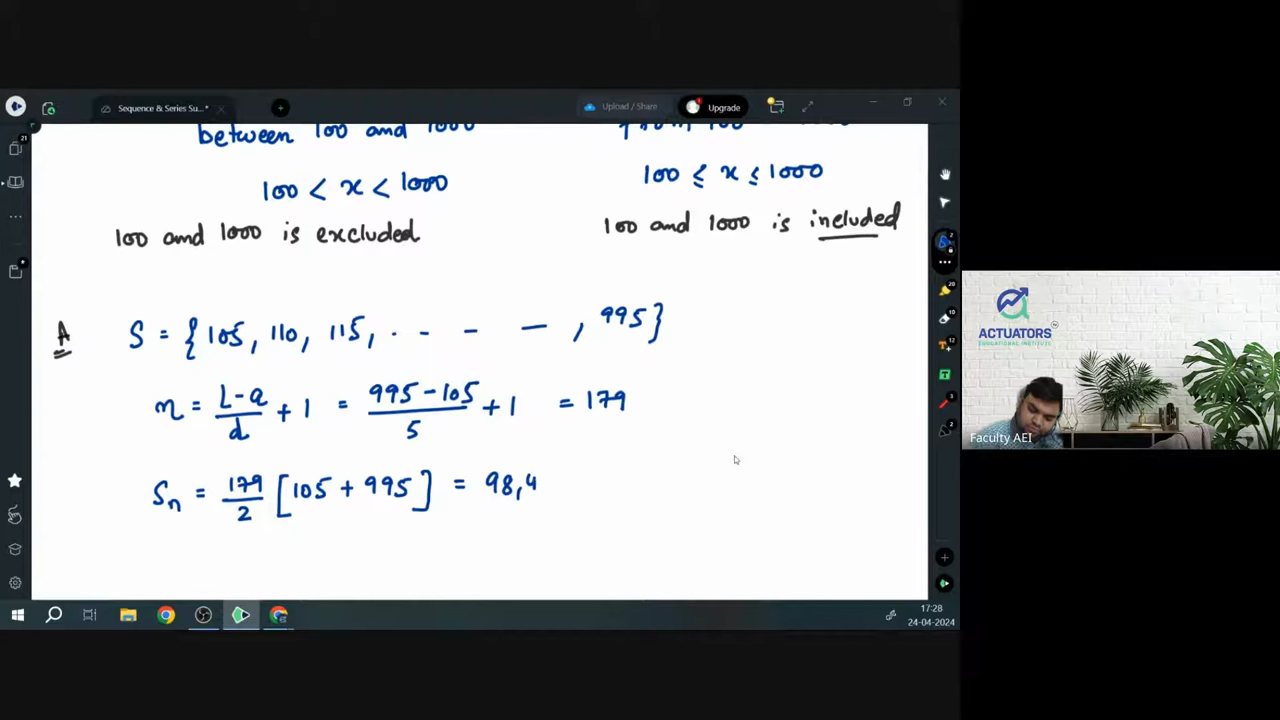 Sequence & Series Su...*
Upload / Share
Upgrade
between 100 and 1000
100 < x < 1000
100 ≤ x ≤ 1000
100 and 1000 is excluded
100 and 1000 is included
A S = {105, 110, 115, . - - — , 995}
n = L-a/d + 1 = 995-105/5 + 1 = 179
Sn = 179/2 [105 + 995] = 98,4
ACTUATORS
EDUCATIONAL INSTITUTE
Faculty AEI
17:28
24-04-2024